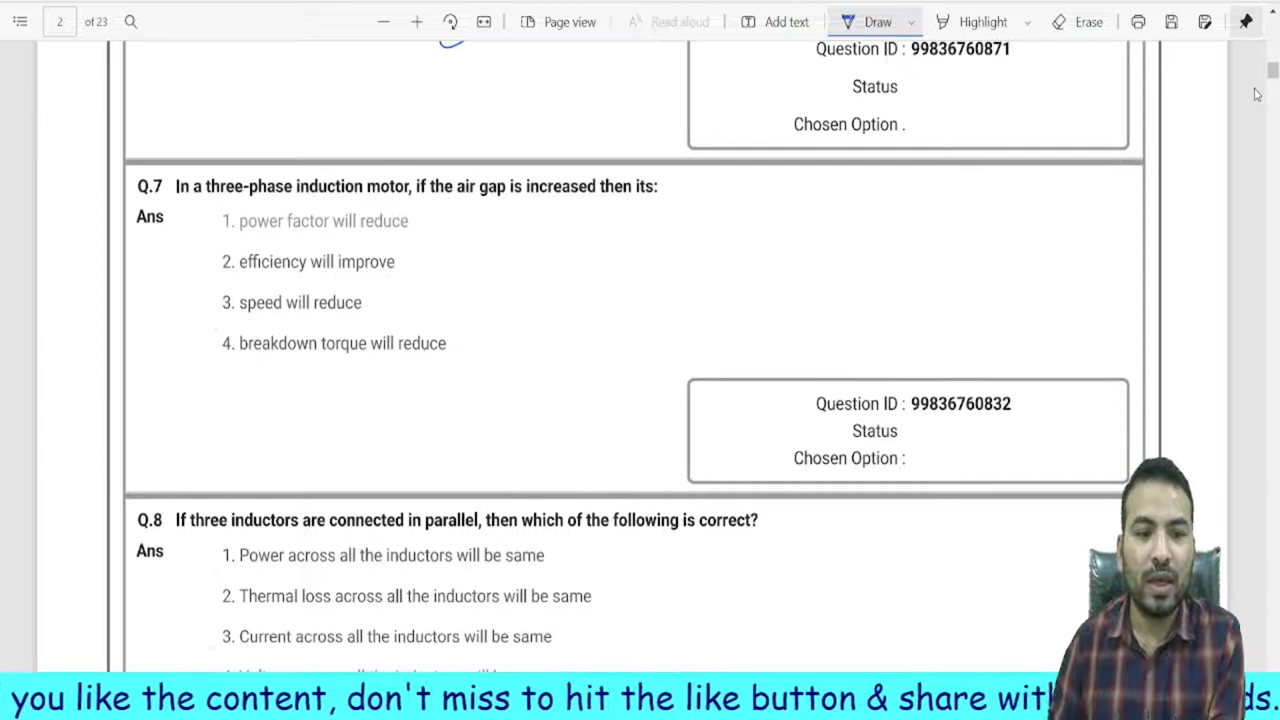 2 of 23
Page view
Read aloud
Add text
Draw
Highlight
Erase
Question ID : 99836760871
Status
Chosen Option .
Q.7 In a three-phase induction motor, if the air gap is increased then its:
Ans
1. power factor will reduce
2. efficiency will improve
3. speed will reduce
4. breakdown torque will reduce
Question ID : 99836760832
Status
Chosen Option :
Q.8 If three inductors are connected in parallel, then which of the following is correct?
Ans
1. Power across all the inductors will be same
2. Thermal loss across all the inductors will be same
3. Current across all the inductors will be same
you like the content, don't miss to hit the like button & share with ds.